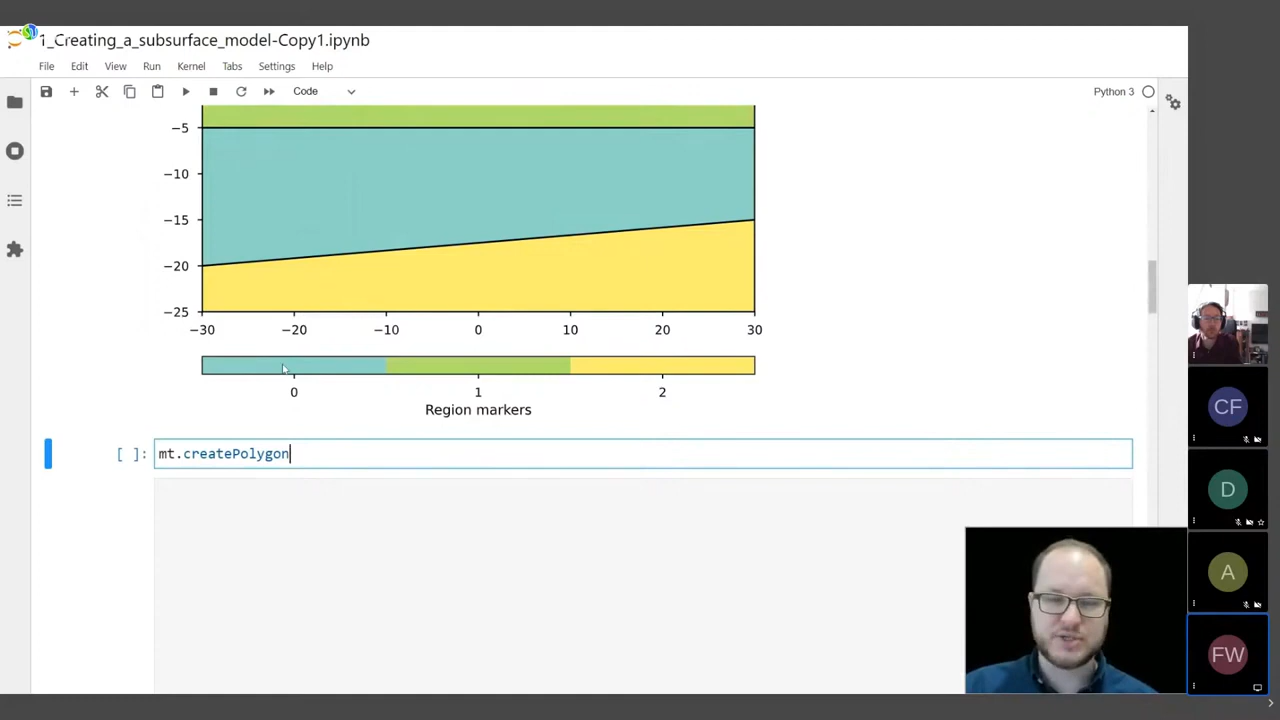 1_Creating_a_subsurface_model-Copy1.ipynb
File Edit View Run Kernel Tabs Settings Help
Code Python 3
−5
−10
−15
−20
−25
−30 −20 −10 0 10 20 30
0 1 2
Region markers
[ ]: mt.createPolygon
CF
D
A
FW